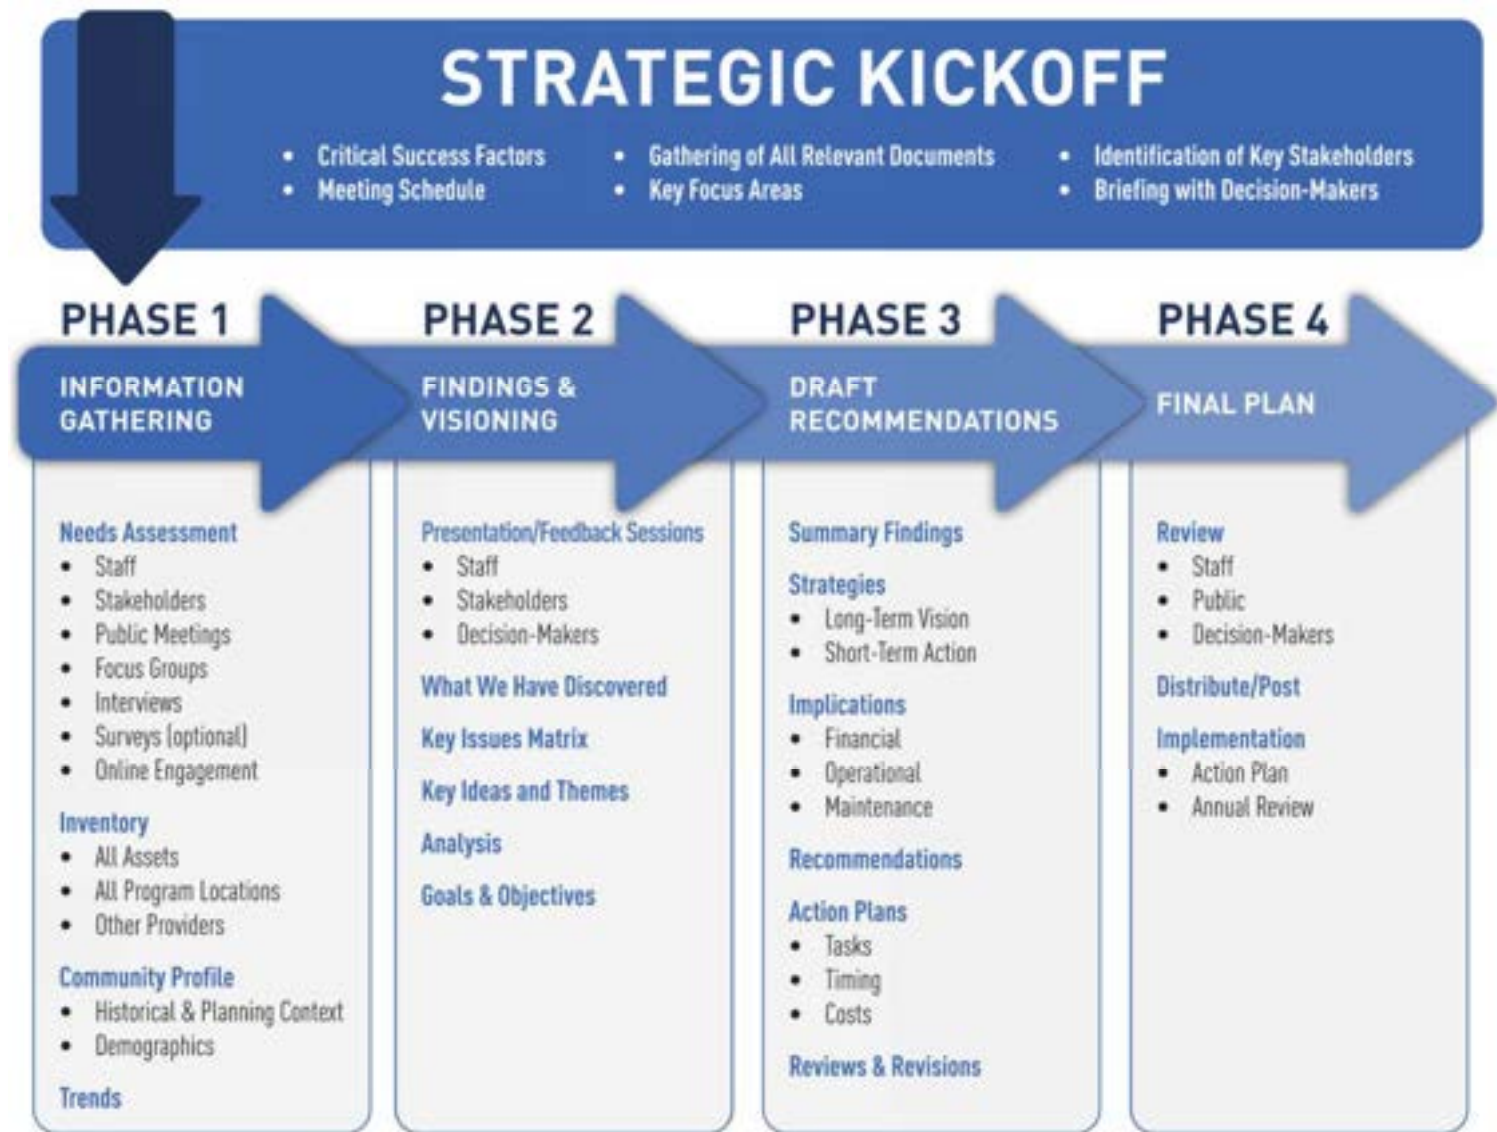 STRATEGIC KICKOFF
• Critical Success Factors
• Meeting Schedule
• Gathering of All Relevant Documents
• Key Focus Areas
• Identification of Key Stakeholders
• Briefing with Decision-Makers
PHASE 1
INFORMATION
GATHERING
Needs Assessment
• Staff
• Stakeholders
• Public Meetings
• Focus Groups
• Interviews
• Surveys (optional)
• Online Engagement
Inventory
• All Assets
• All Program Locations
• Other Providers
Community Profile
• Historical & Planning Context
• Demographics
Trends
PHASE 2
FINDINGS &
VISIONING
Presentation/Feedback Sessions
• Staff
• Stakeholders
• Decision-Makers
What We Have Discovered
Key Issues Matrix
Key Ideas and Themes
Analysis
Goals & Objectives
PHASE 3
DRAFT
RECOMMENDATIONS
Summary Findings
Strategies
• Long-Term Vision
• Short-Term Action
Implications
• Financial
• Operational
• Maintenance
Recommendations
Action Plans
• Tasks
• Timing
• Costs
Reviews & Revisions
PHASE 4
FINAL PLAN
Review
• Staff
• Public
• Decision-Makers
Distribute/Post
Implementation
• Action Plan
• Annual Review